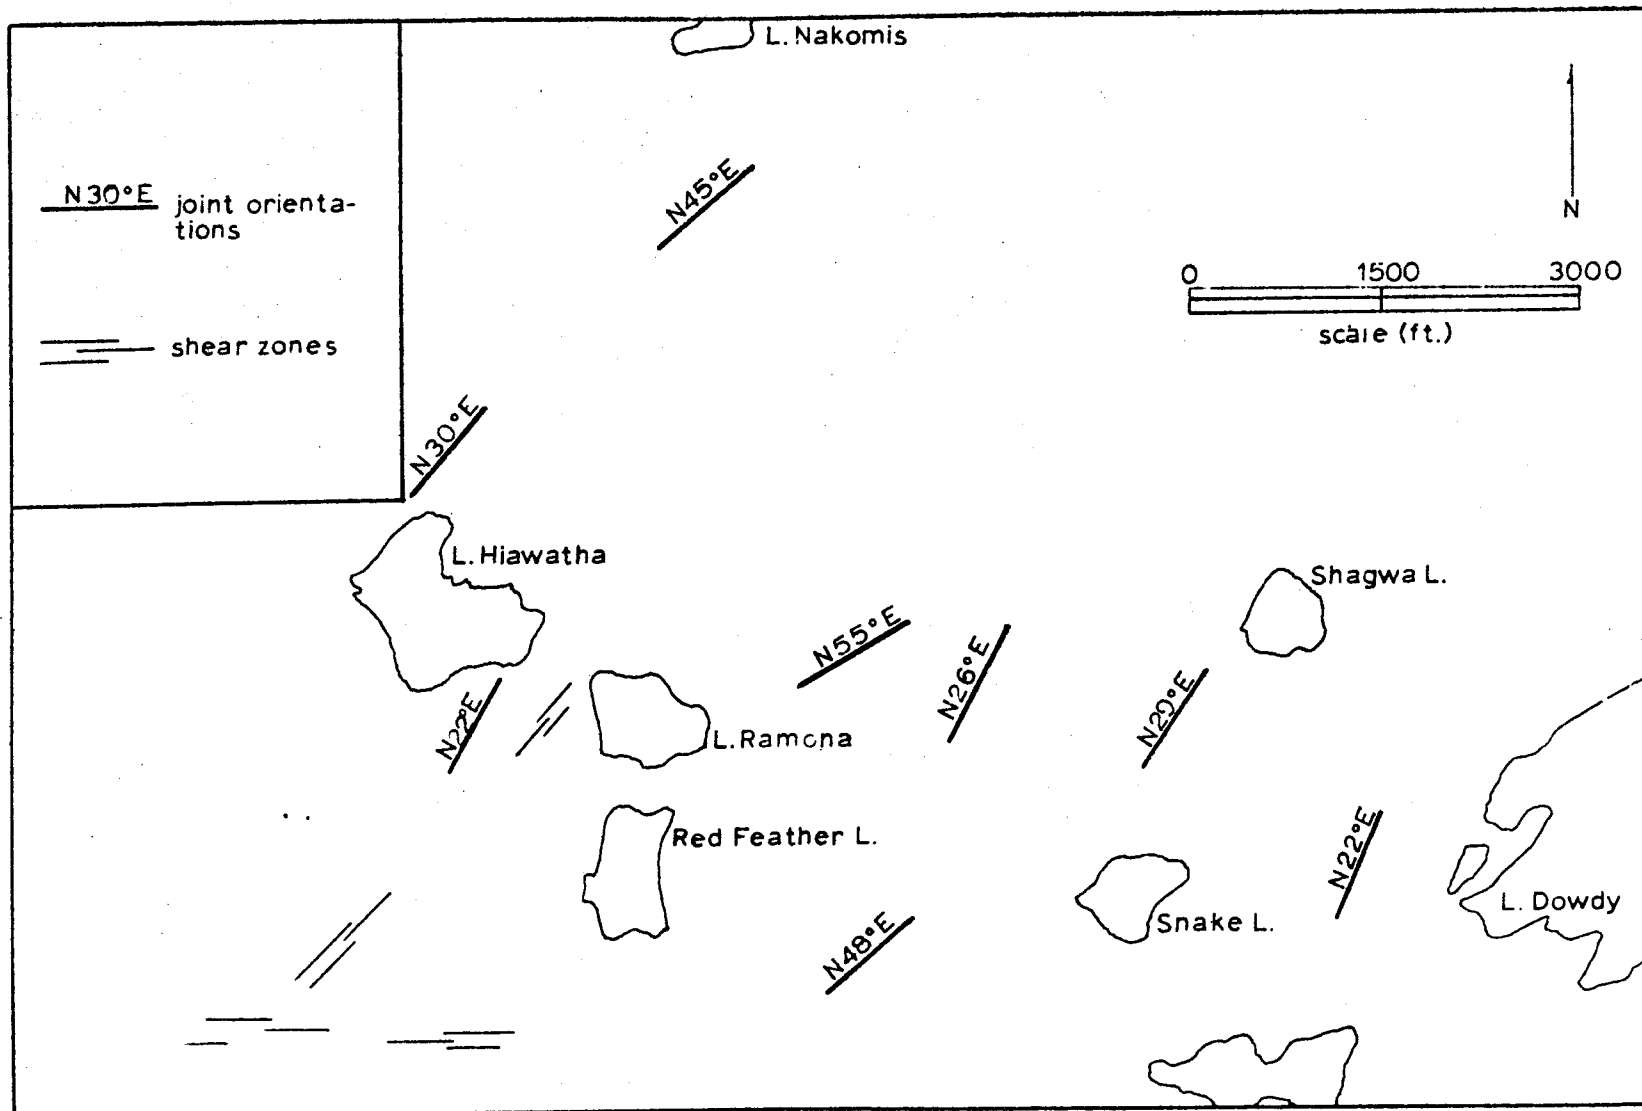 L. Nakomis
N45°E
N30°E joint orienta-
tions
N
0 1500 3000
scale (ft.)
shear zones
N30°E
L. Hiawatha
Shagwa L.
N55°E
N26°E
N29°E
N22°E
L. Ramona
Red Feather L.
N22°E
L. Dowdy
Snake L.
N48°E